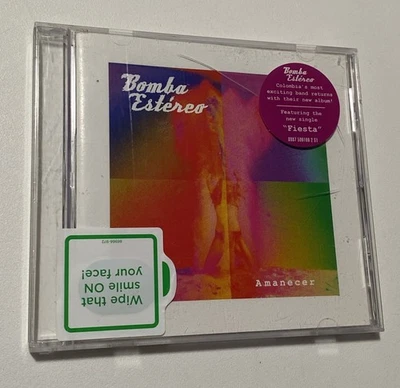 Bomba
Estéreo
Bomba
Estéreo
Colombia's most
exciting band returns
with their new album!
Featuring the
new single
"Fiesta"
Amanecer
Wipe that
smile ON
your face!